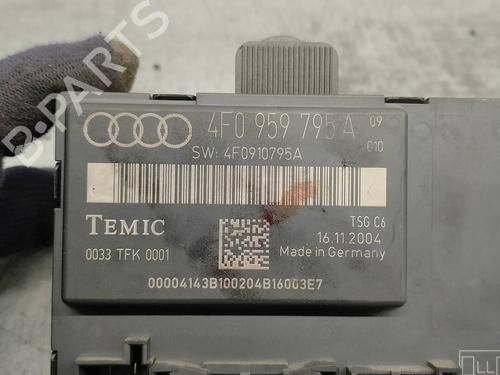 4F0 959 795 A 09
SW: 4F0910795A 010
TEMIC
TSG C6
16.11.2004
0033 TFK 0001
Made in Germany
00004143B100204B16003E7
B-PARTS